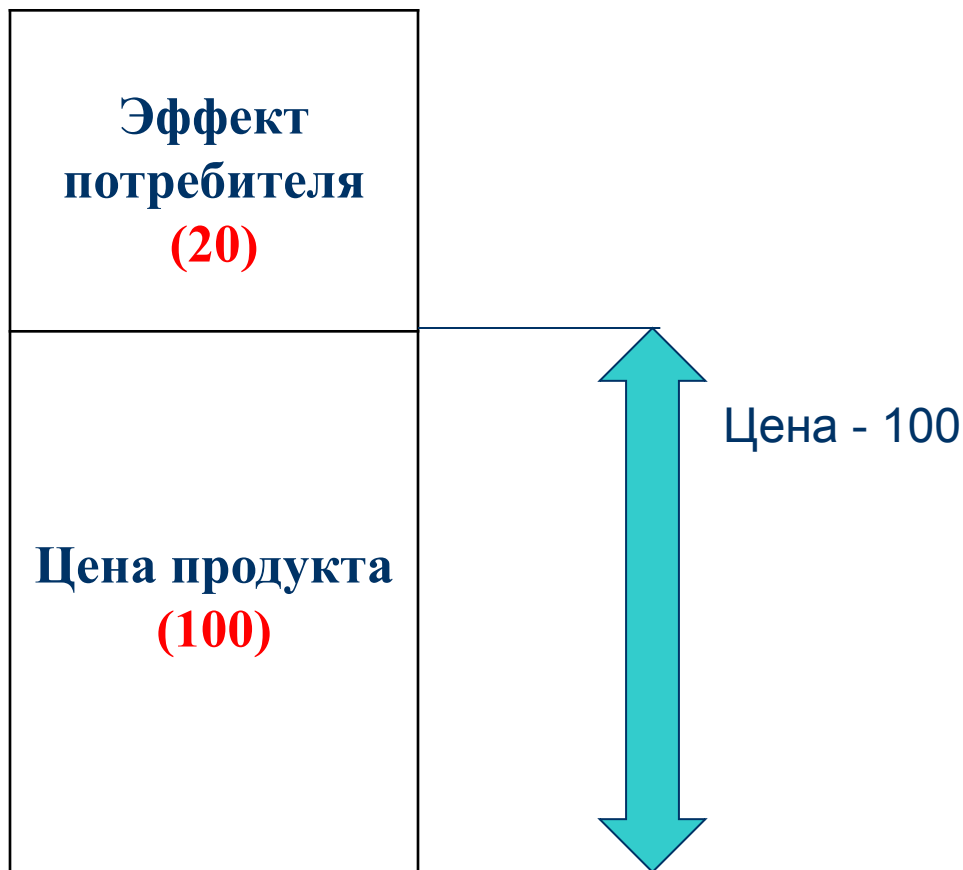 Эффект
потребителя
(20)
Цена - 100
Цена продукта
(100)